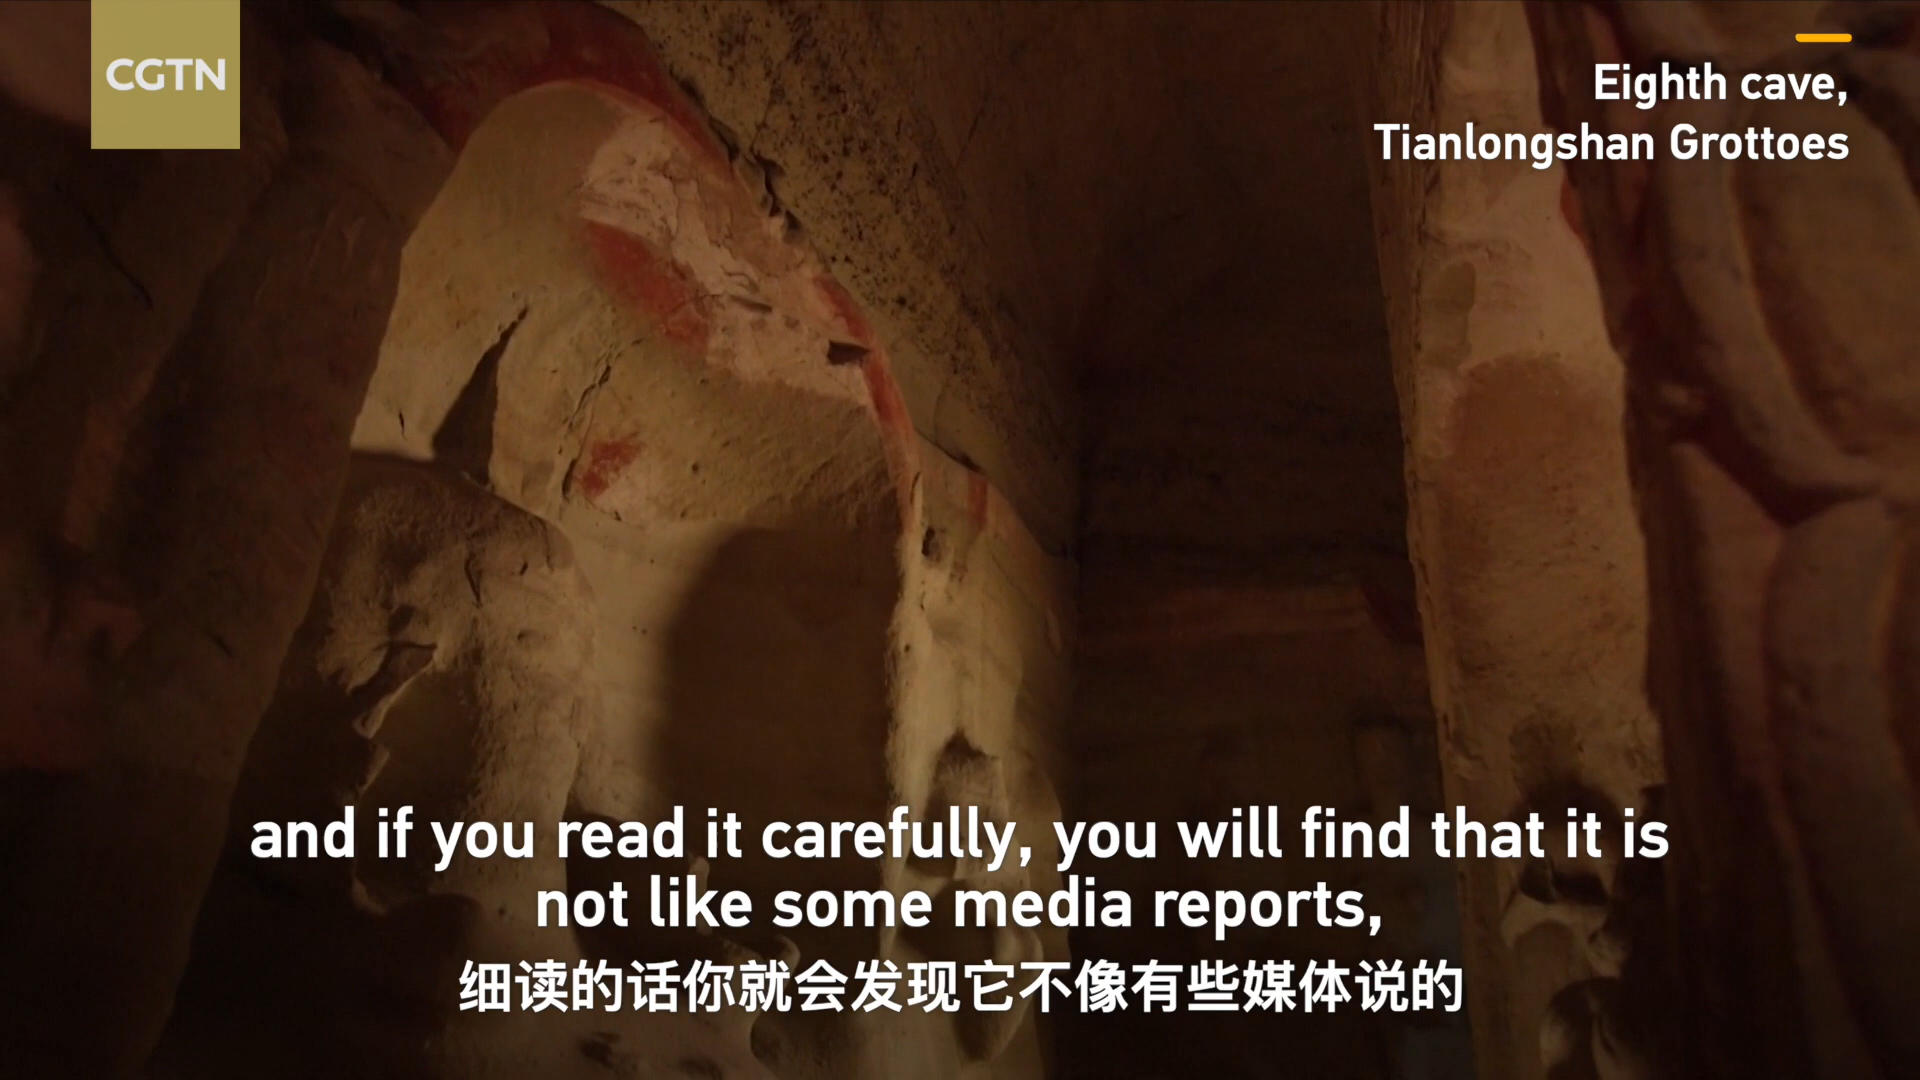 CGTN
Eighth cave,
Tianlongshan Grottoes
and if you read it carefully, you will find that it is
not like some media reports,
细读的话你就会发现它不像有些媒体说的